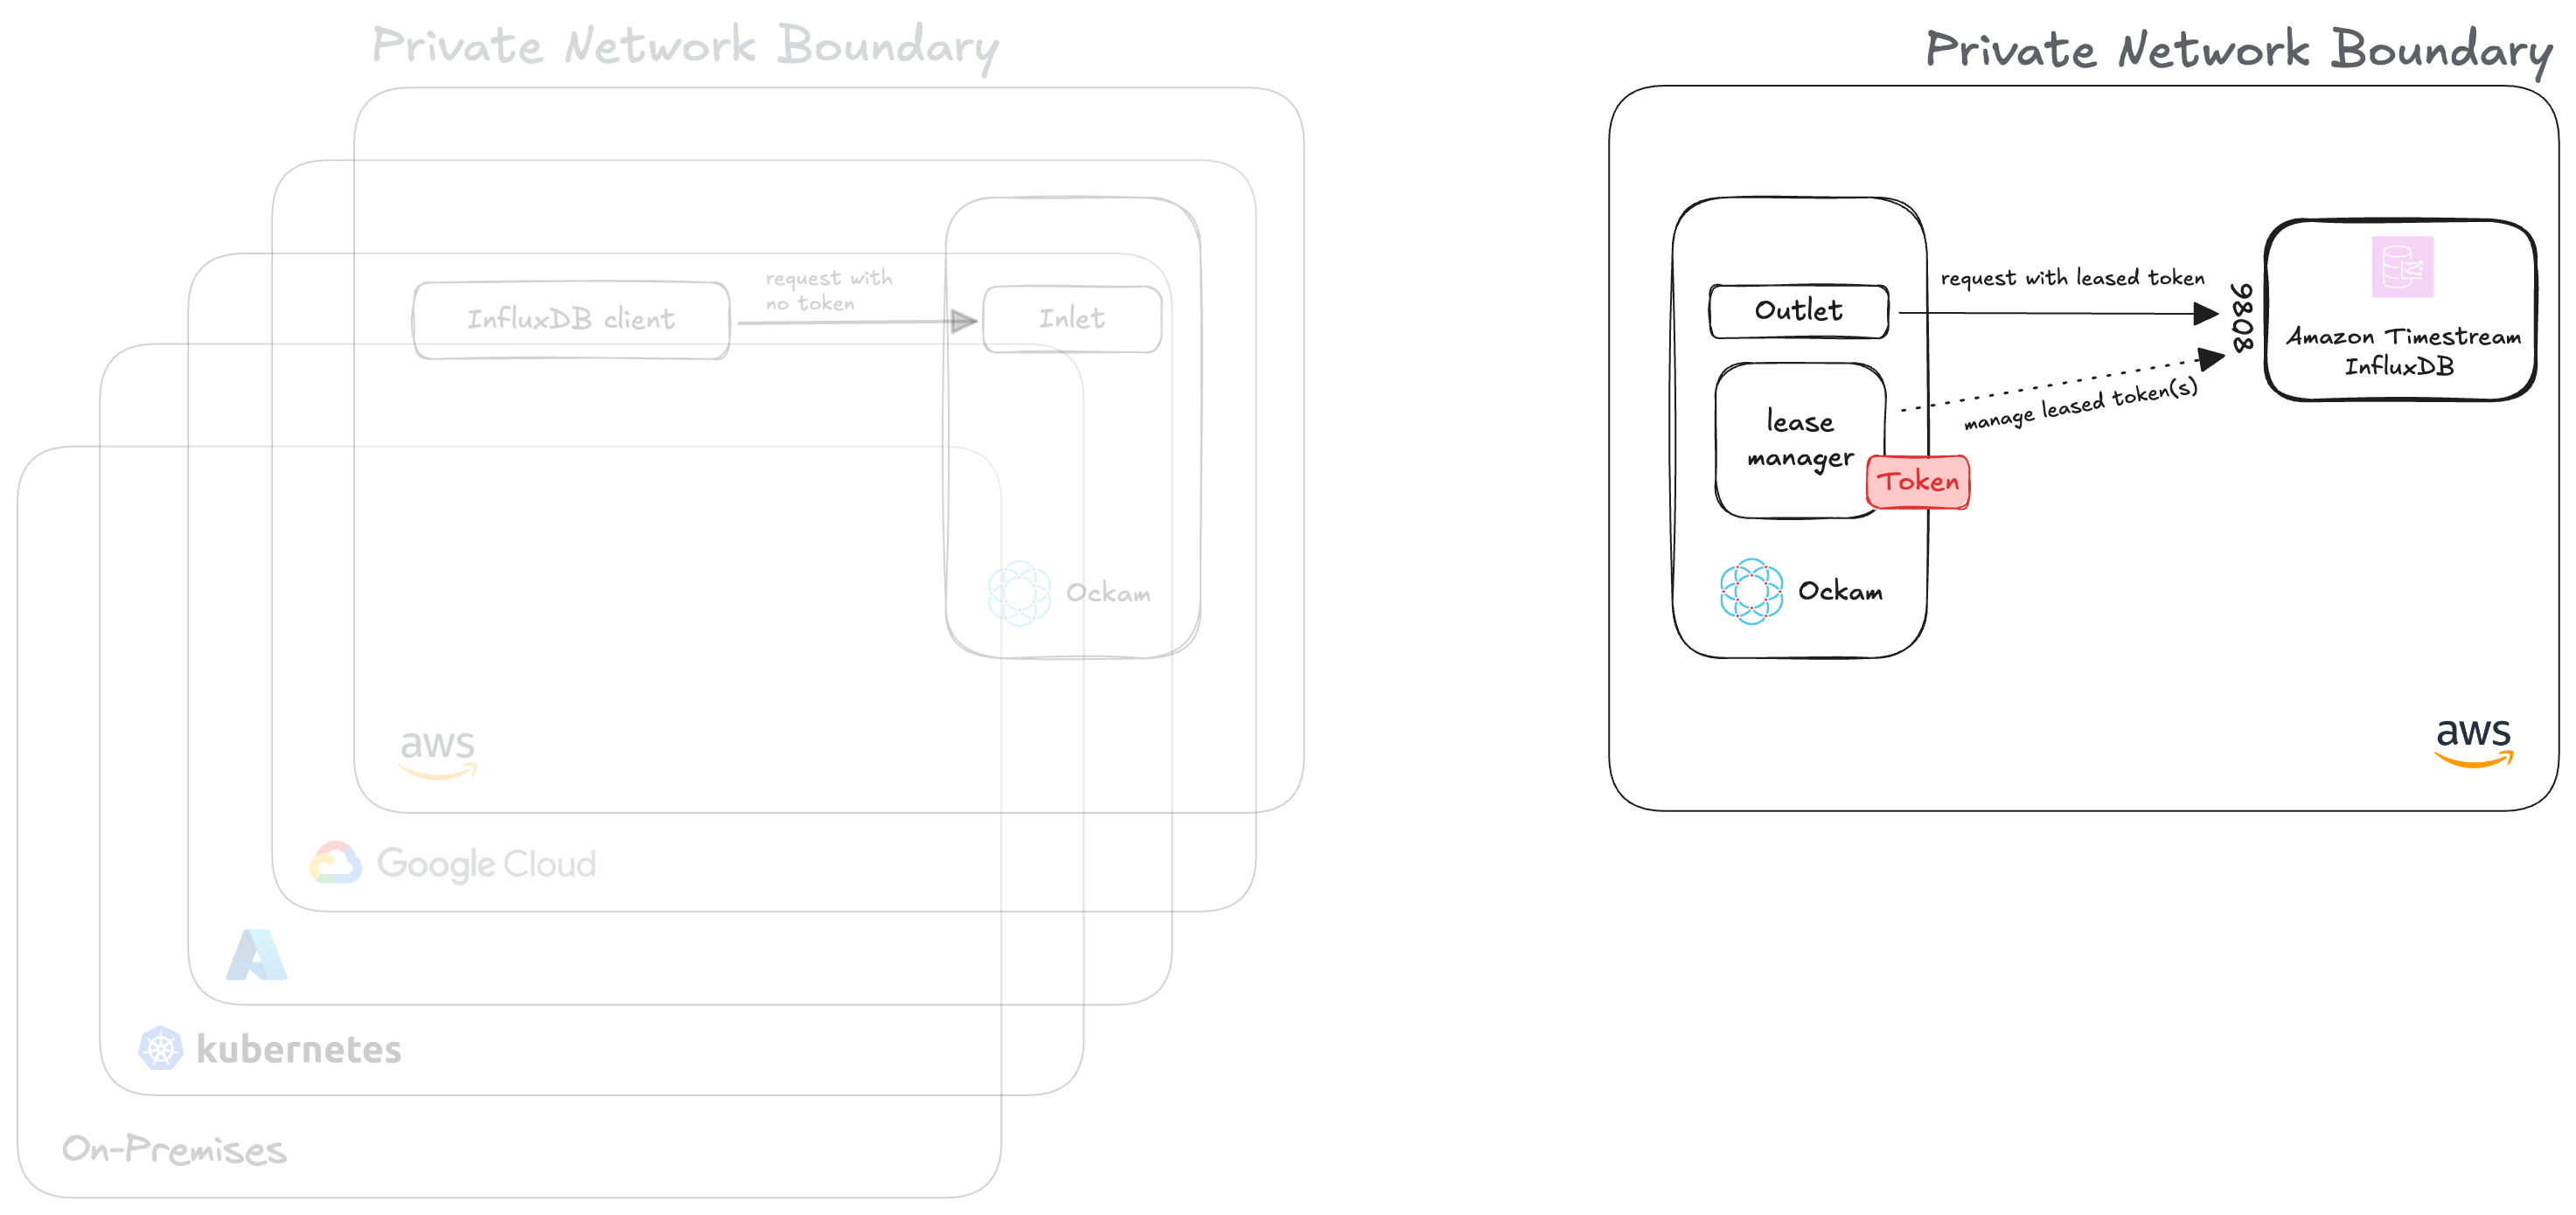 Private Network Boundary
InfluxDB client
request with
no token
Inlet
Ockam
aws
Google Cloud
kubernetes
On-Premises
Private Network Boundary
Outlet
request with leased token
8086
Amazon Timestream
InfluxDB
lease
manager
manage leased token(s)
Token
Ockam
aws